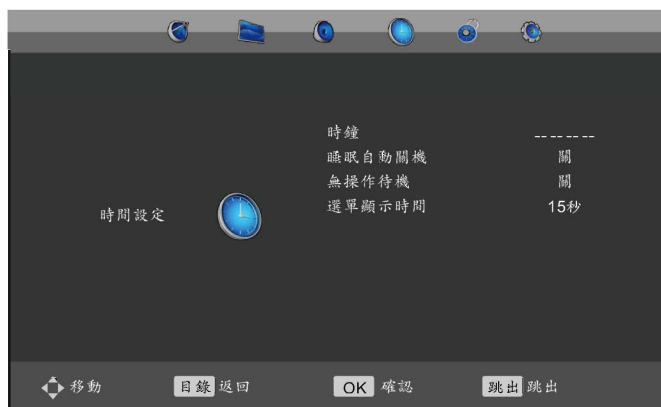 時鐘 -- -- -- --
睡眠自動關機 關
無操作待機 關
選單顯示時間 15秒
時間設定
移動 目錄 返回 OK 確認 跳出 跳出